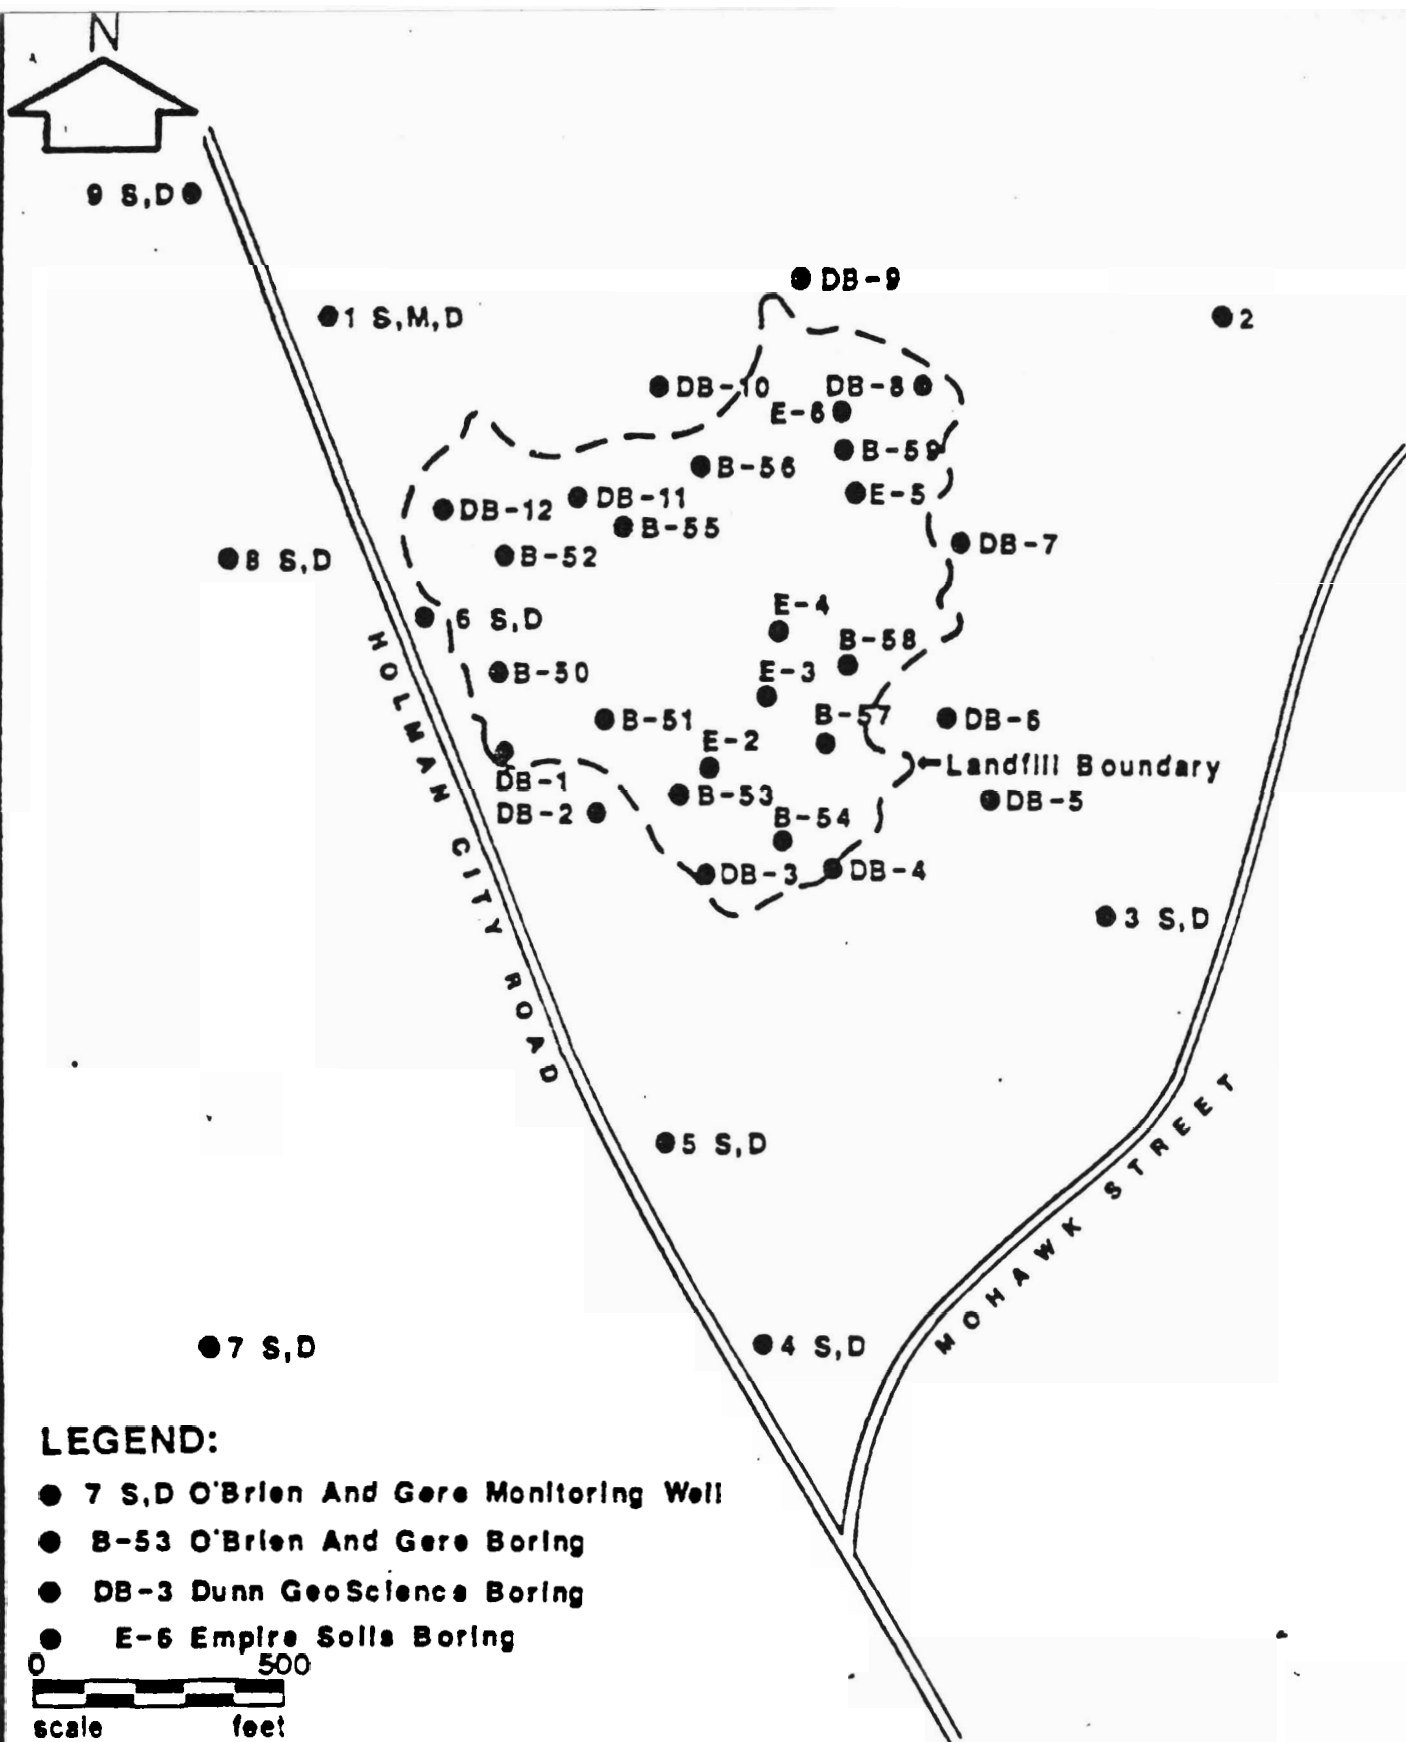 N
9 S,D
DB-9
1 S,M,D
2
DB-10
DB-8
E-6
B-59
B-56
E-5
DB-11
DB-12
B-55
DB-7
B-52
8 S,D
E-4
6 S,D
B-58
E-3
B-50
B-57
B-51
DB-6
E-2
Landfill Boundary
DB-1
B-53
DB-5
DB-2
B-54
DB-3
DB-4
3 S,D
HOLMAN CITY ROAD
5 S,D
MOHAWK STREET
7 S,D
4 S,D
LEGEND:
7 S,D O'Brien And Gere Monitoring Well
B-53 O'Brien And Gere Boring
DB-3 Dunn GeoScience Boring
E-6 Empire Soils Boring
0 500
scale feet